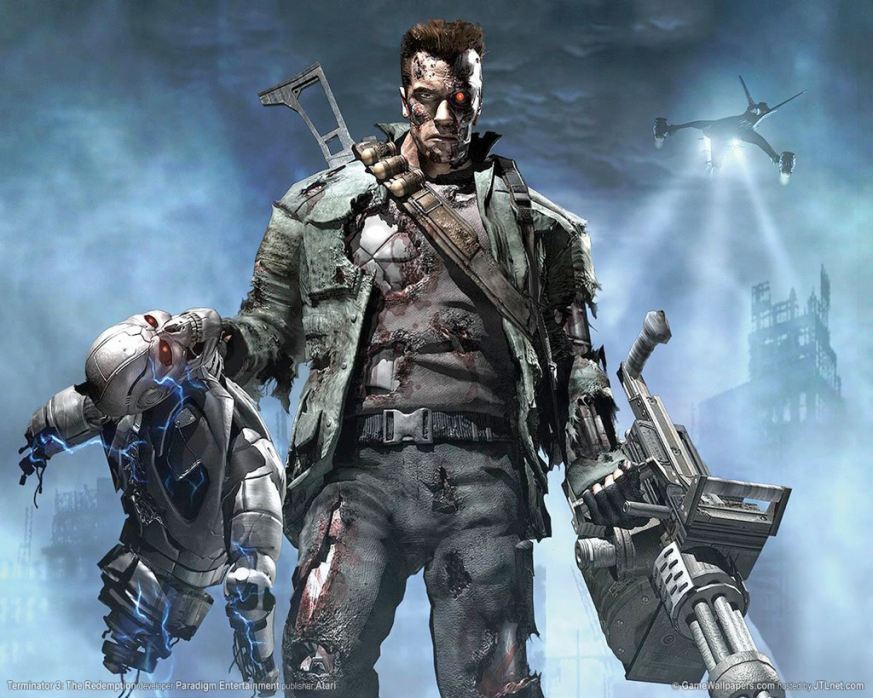 Terminator 3: The Redemption developer Paradigm Entertainment publisher Atari
© GameWallpapers.com hosted by JTLnet.com